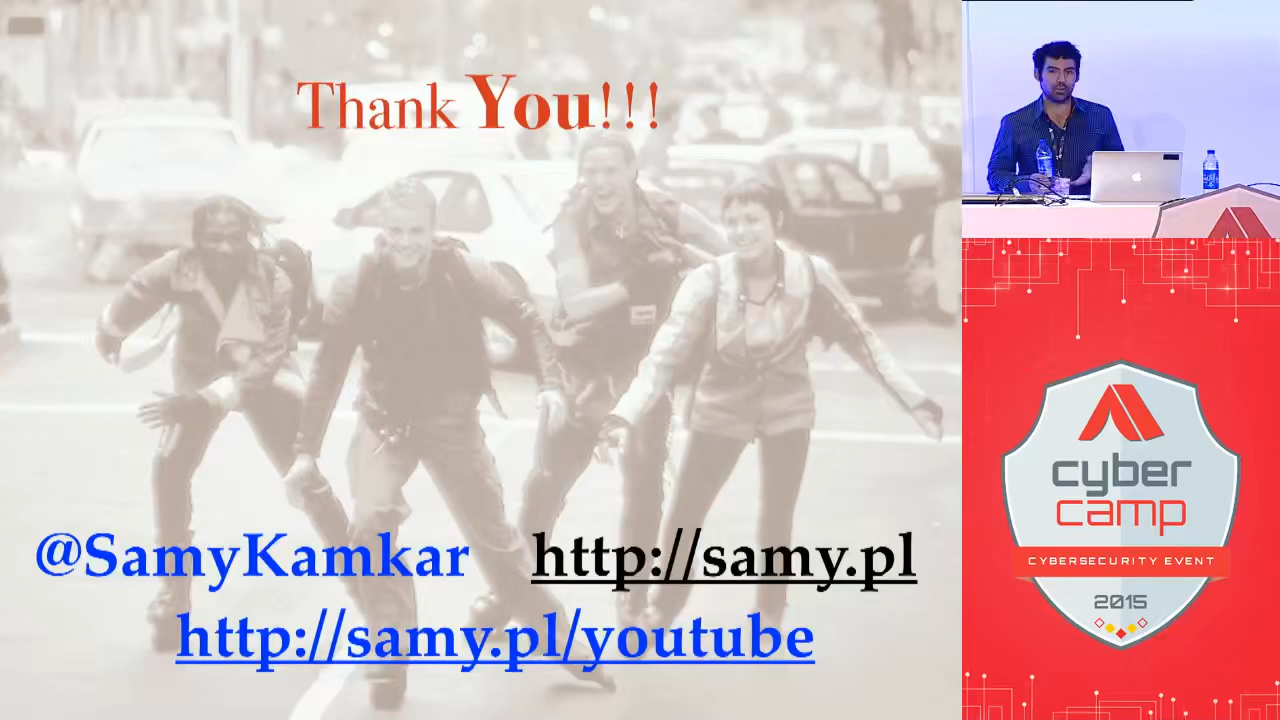 Thank You!!!
@SamyKamkar http://samy.pl
http://samy.pl/youtube
cyber
camp
CYBERSECURITY EVENT
2015